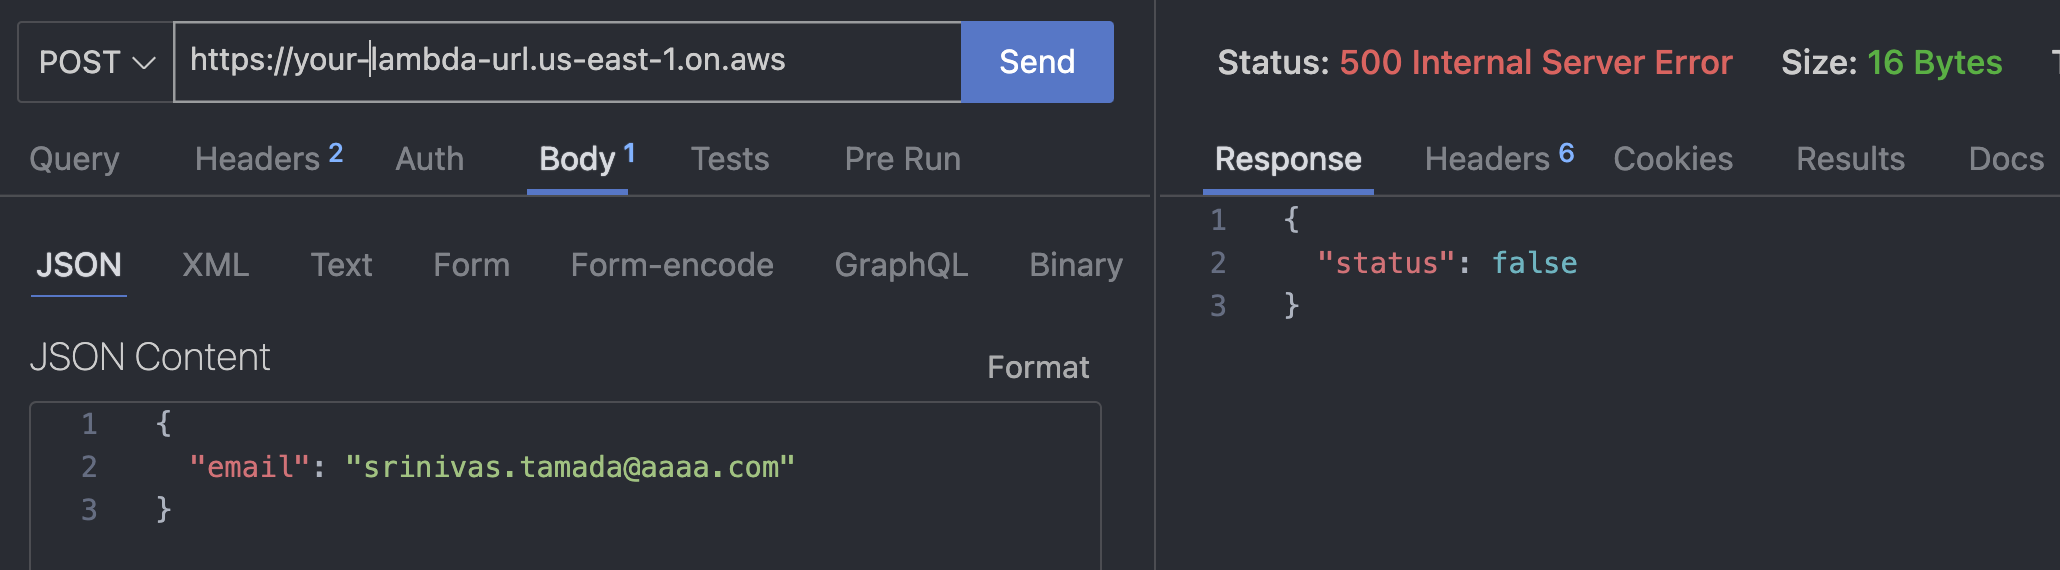 POST https://your-lambda-url.us-east-1.on.aws Send
Query Headers 2 Auth Body 1 Tests Pre Run
JSON XML Text Form Form-encode GraphQL Binary
JSON Content Format
1 {
2 "email": "srinivas.tamada@aaaa.com"
3 }
Status: 500 Internal Server Error Size: 16 Bytes
Response Headers 6 Cookies Results Docs
1 {
2 "status": false
3 }